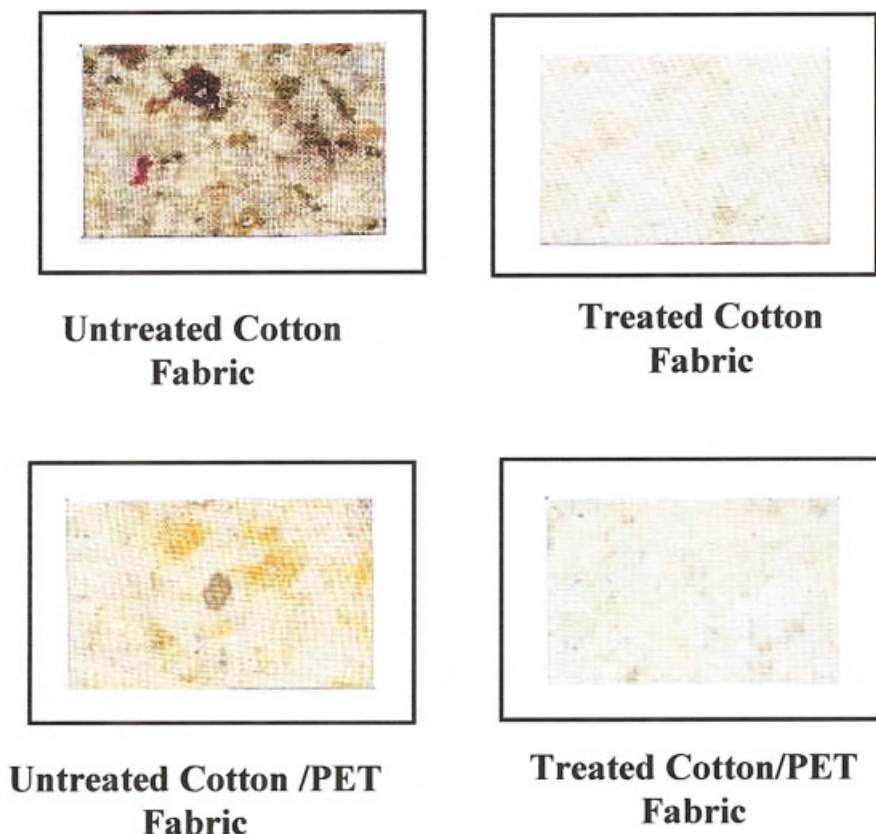 Untreated Cotton
Fabric
Treated Cotton
Fabric
Untreated Cotton /PET
Fabric
Treated Cotton/PET
Fabric